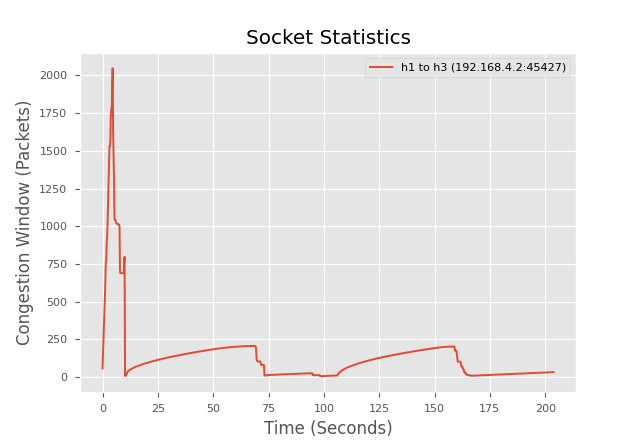 Socket Statistics
h1 to h3 (192.168.4.2:45427)
Congestion Window (Packets)
2000
1750
1500
1250
1000
750
500
250
0
0 25 50 75 100 125 150 175 200
Time (Seconds)